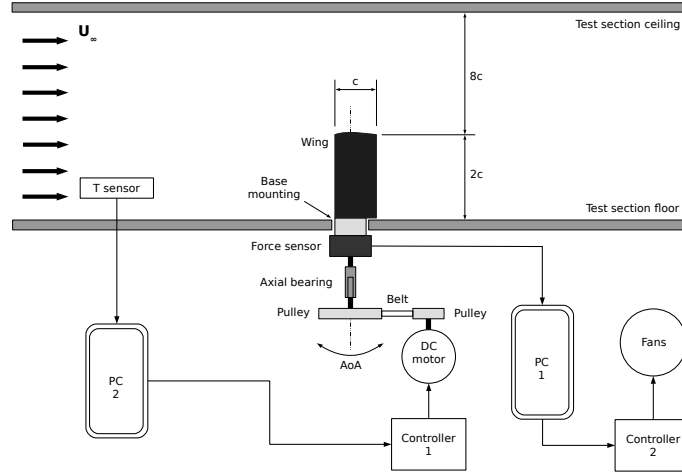 Test section ceiling
U∞
c
8c
Wing
2c
T sensor
Base
mounting
Test section floor
Force sensor
Axial bearing
Belt
Pulley
Pulley
AoA
DC
motor
PC
1
Fans
PC
2
Controller
1
Controller
2